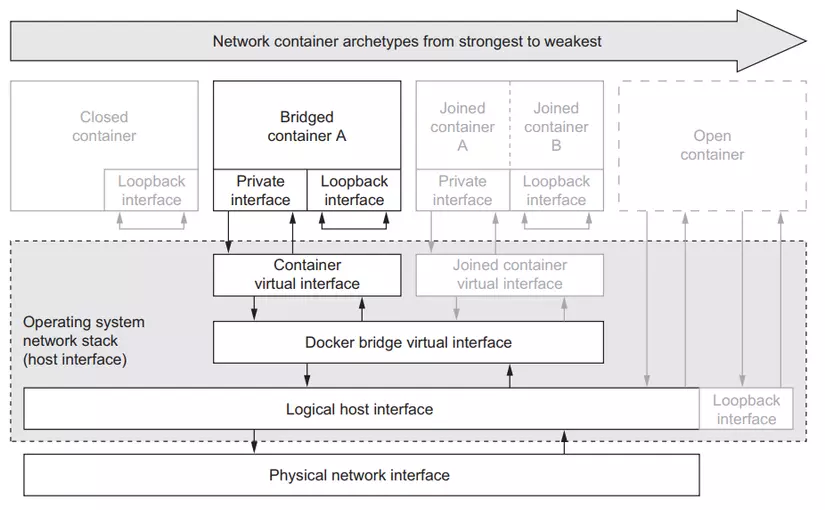 Network container archetypes from strongest to weakest
Closed
container
Loopback
interface
Bridged
container A
Private
interface
Loopback
interface
Joined
container
A
Joined
container
B
Private
interface
Loopback
interface
Open
container
Operating system
network stack
(host interface)
Container
virtual interface
Joined container
virtual interface
Docker bridge virtual interface
Logical host interface
Loopback
interface
Physical network interface